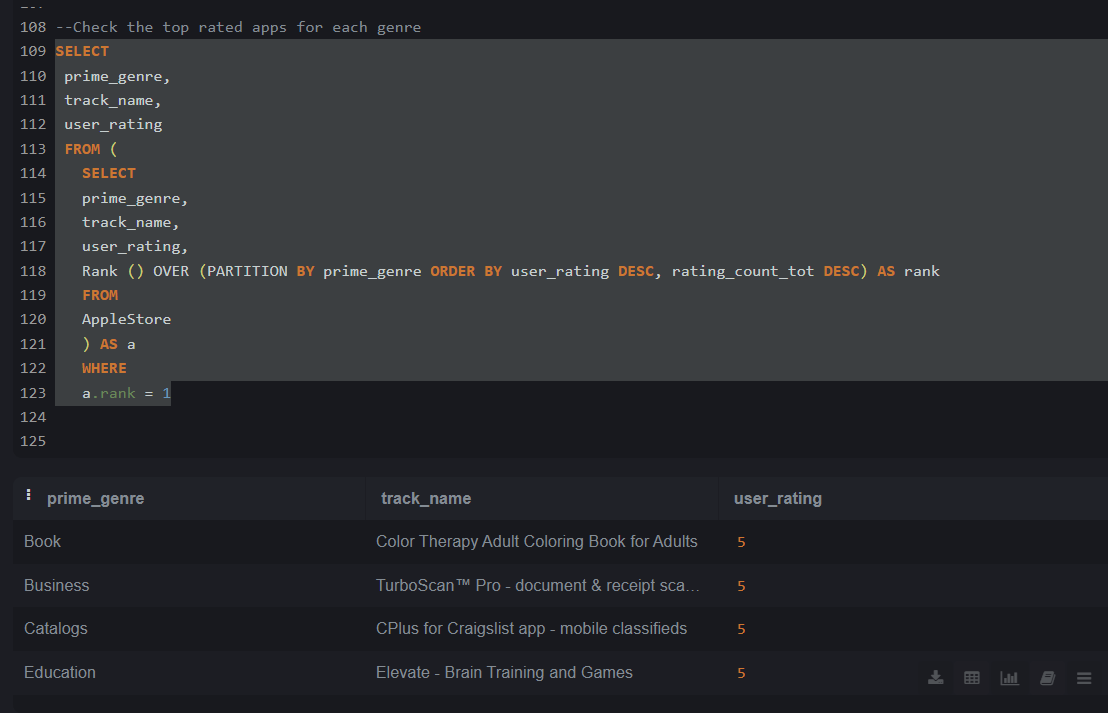 108 --Check the top rated apps for each genre
109 SELECT
110 prime_genre,
111 track_name,
112 user_rating
113 FROM (
114 SELECT
115 prime_genre,
116 track_name,
117 user_rating,
118 Rank () OVER (PARTITION BY prime_genre ORDER BY user_rating DESC, rating_count_tot DESC) AS rank
119 FROM
120 AppleStore
121 ) AS a
122 WHERE
123 a.rank = 1
124
125
prime_genre track_name user_rating
Book Color Therapy Adult Coloring Book for Adults 5
Business TurboScan™ Pro - document & receipt sca... 5
Catalogs CPlus for Craigslist app - mobile classifieds 5
Education Elevate - Brain Training and Games 5